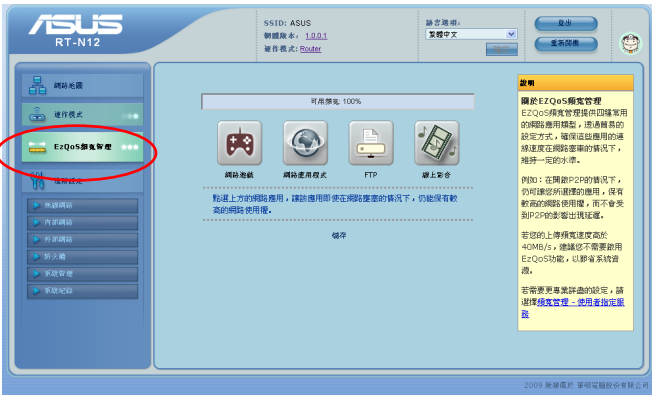 ASUS
RT-N12
SSID: ASUS
韌體版本: 1.0.0.1
運作模式: Router
語言選項:
繁體中文
登出
重新開機
網路地圖
運作模式
EzQoS頻寬管理
進階設定
無線網路
內部網路
外部網路
防火牆
系統管理
系統紀錄
可用頻寬: 100%
網路遊戲
網路應用程式
FTP
線上影音
點選上方的網路應用，讓該應用即使在網路壅塞的情況下，仍能保有較
高的網路使用權。
儲存
說明
關於EZQoS頻寬管理
EZQoS頻寬管理提供四種常用
的網路應用類型，透過簡易的
設定方式，確保這些應用的連
線速度在網路塞車的情況下，
維持一定的水準。
例如：在開啟P2P的情況下，
仍可讓您所選擇的應用，保有
較高的網路使用權，而不會受
到P2P的影響出現延遲。
若您的上傳頻寬速度高於
40MB/s，建議您不需要啟用
EzQoS功能，以節省系統資
源。
若需要更專業詳盡的設定，請
選擇頻寬管理 - 使用者指定服
務
2009 版權屬於 華碩電腦股份有限公司